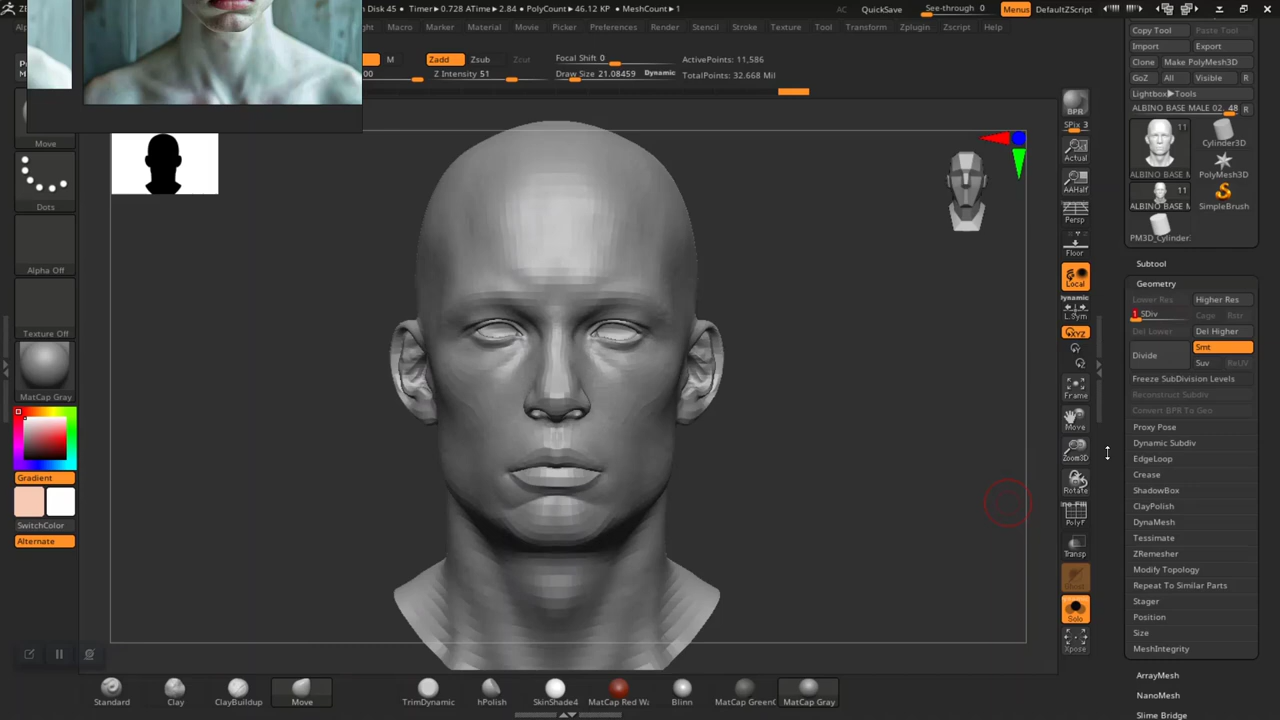 Disk 45 ● Timer▸0.728 ATime▸2.84 ● PolyCount▸46.12 KP ● MeshCount▸1
AC QuickSave See-through 0 Menus DefaultZScript
Macro Marker Material Movie Picker Preferences Render Stencil Stroke Texture Tool Transform Zplugin Zscript Help
M Zadd Zsub Zcut
Z Intensity 51
Focal Shift 0
Draw Size 21.08459 Dynamic
ActivePoints: 11,586
TotalPoints: 32.668 Mil
Move
Dots
Alpha Off
Texture Off
MatCap Gray
Gradient
SwitchColor
Alternate
BPR
SPix 3
Actual
AAHalf
Persp
Floor
Local
Dynamic
L.Sym
XYZ
Frame
Move
Zoom3D
Rotate
PolyF
Transp
Solo
Xpose
Copy Tool Paste Tool
Import Export
Clone Make PolyMesh3D
GoZ All Visible R
Lightbox▸Tools
ALBINO BASE MALE 02. 48 R
11
Cylinder3D
ALBINO BASE M PolyMesh3D
11
ALBINO BASE M SimpleBrush
PM3D_Cylinder
Subtool
Geometry
Lower Res Higher Res
1 SDiv Cage Rstr
Del Lower Del Higher
Divide Smt
Suv ReUV
Freeze SubDivision Levels
Reconstruct Subdiv
Convert BPR To Geo
Proxy Pose
Dynamic Subdiv
EdgeLoop
Crease
ShadowBox
ClayPolish
DynaMesh
Tessimate
ZRemesher
Modify Topology
Repeat To Similar Parts
Stager
Position
Size
MeshIntegrity
ArrayMesh
NanoMesh
Slime Bridge
Standard Clay ClayBuildup Move TrimDynamic hPolish SkinShade4 MatCap Red Wa Blinn MatCap GreenC MatCap Gray